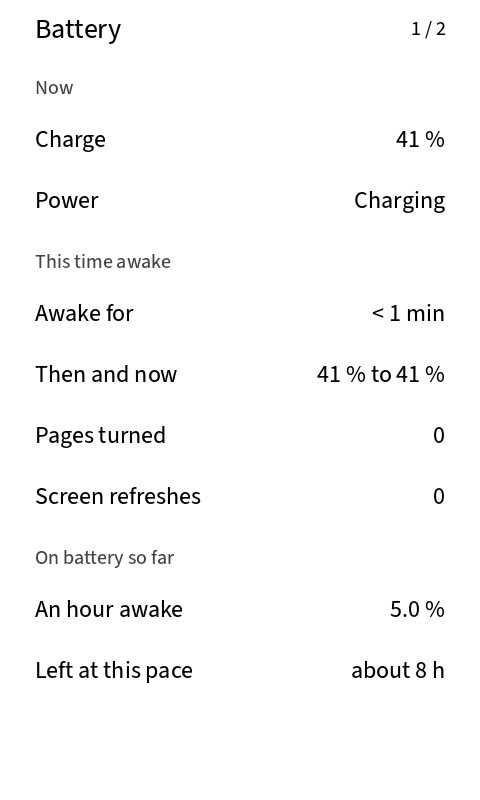 Battery 1 / 2
Now
Charge 41 %
Power Charging
This time awake
Awake for < 1 min
Then and now 41 % to 41 %
Pages turned 0
Screen refreshes 0
On battery so far
An hour awake 5.0 %
Left at this pace about 8 h